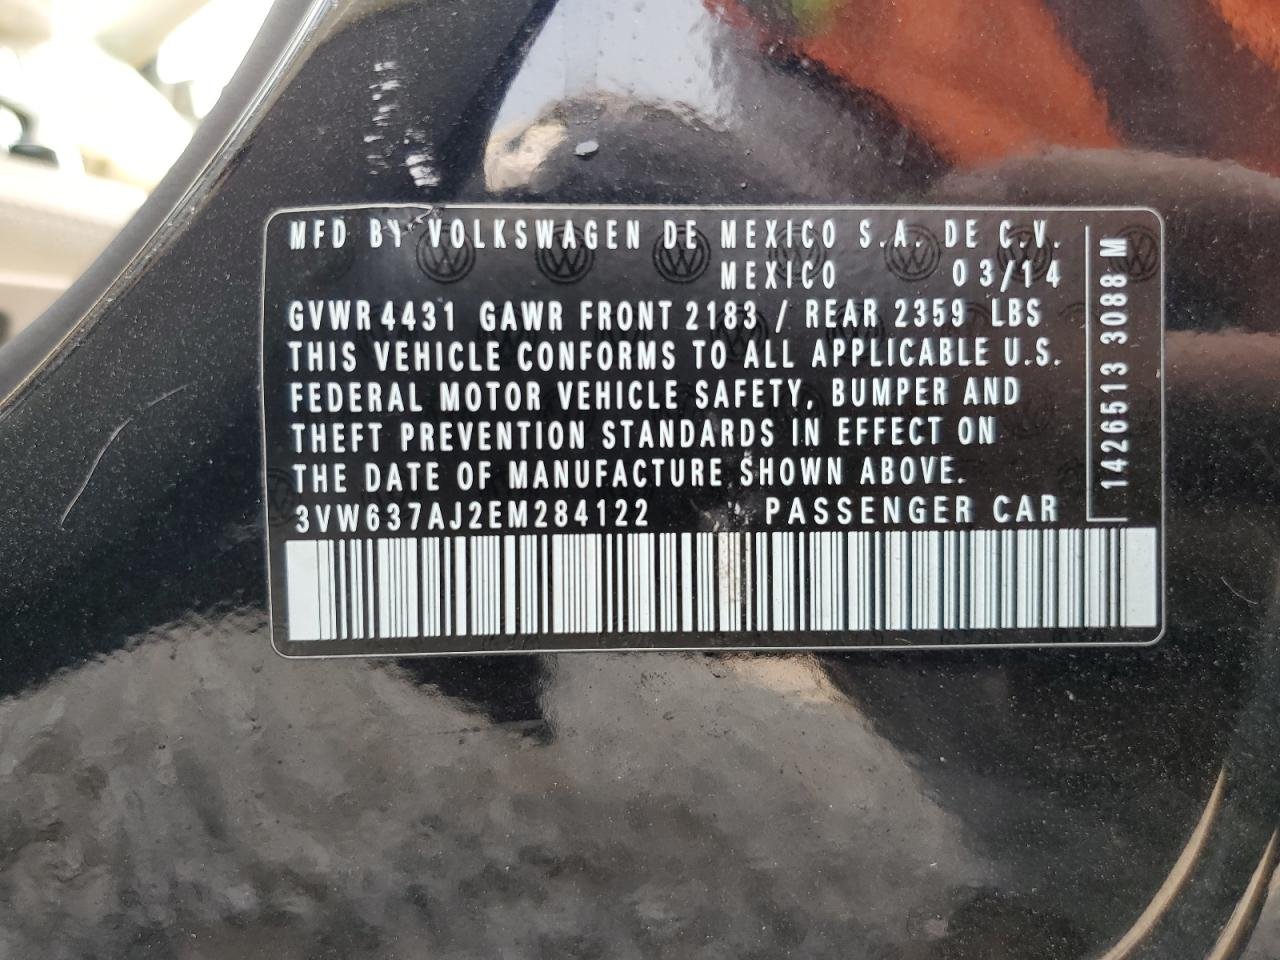 MFD BY VOLKSWAGEN DE MEXICO S.A. DE C.V.
MEXICO 03/14
GVWR 4431 GAWR FRONT 2183 / REAR 2359 LBS
THIS VEHICLE CONFORMS TO ALL APPLICABLE U.S.
FEDERAL MOTOR VEHICLE SAFETY, BUMPER AND
THEFT PREVENTION STANDARDS IN EFFECT ON
THE DATE OF MANUFACTURE SHOWN ABOVE.
3VW637AJ2EM284122 PASSENGER CAR
1426513 3088 M